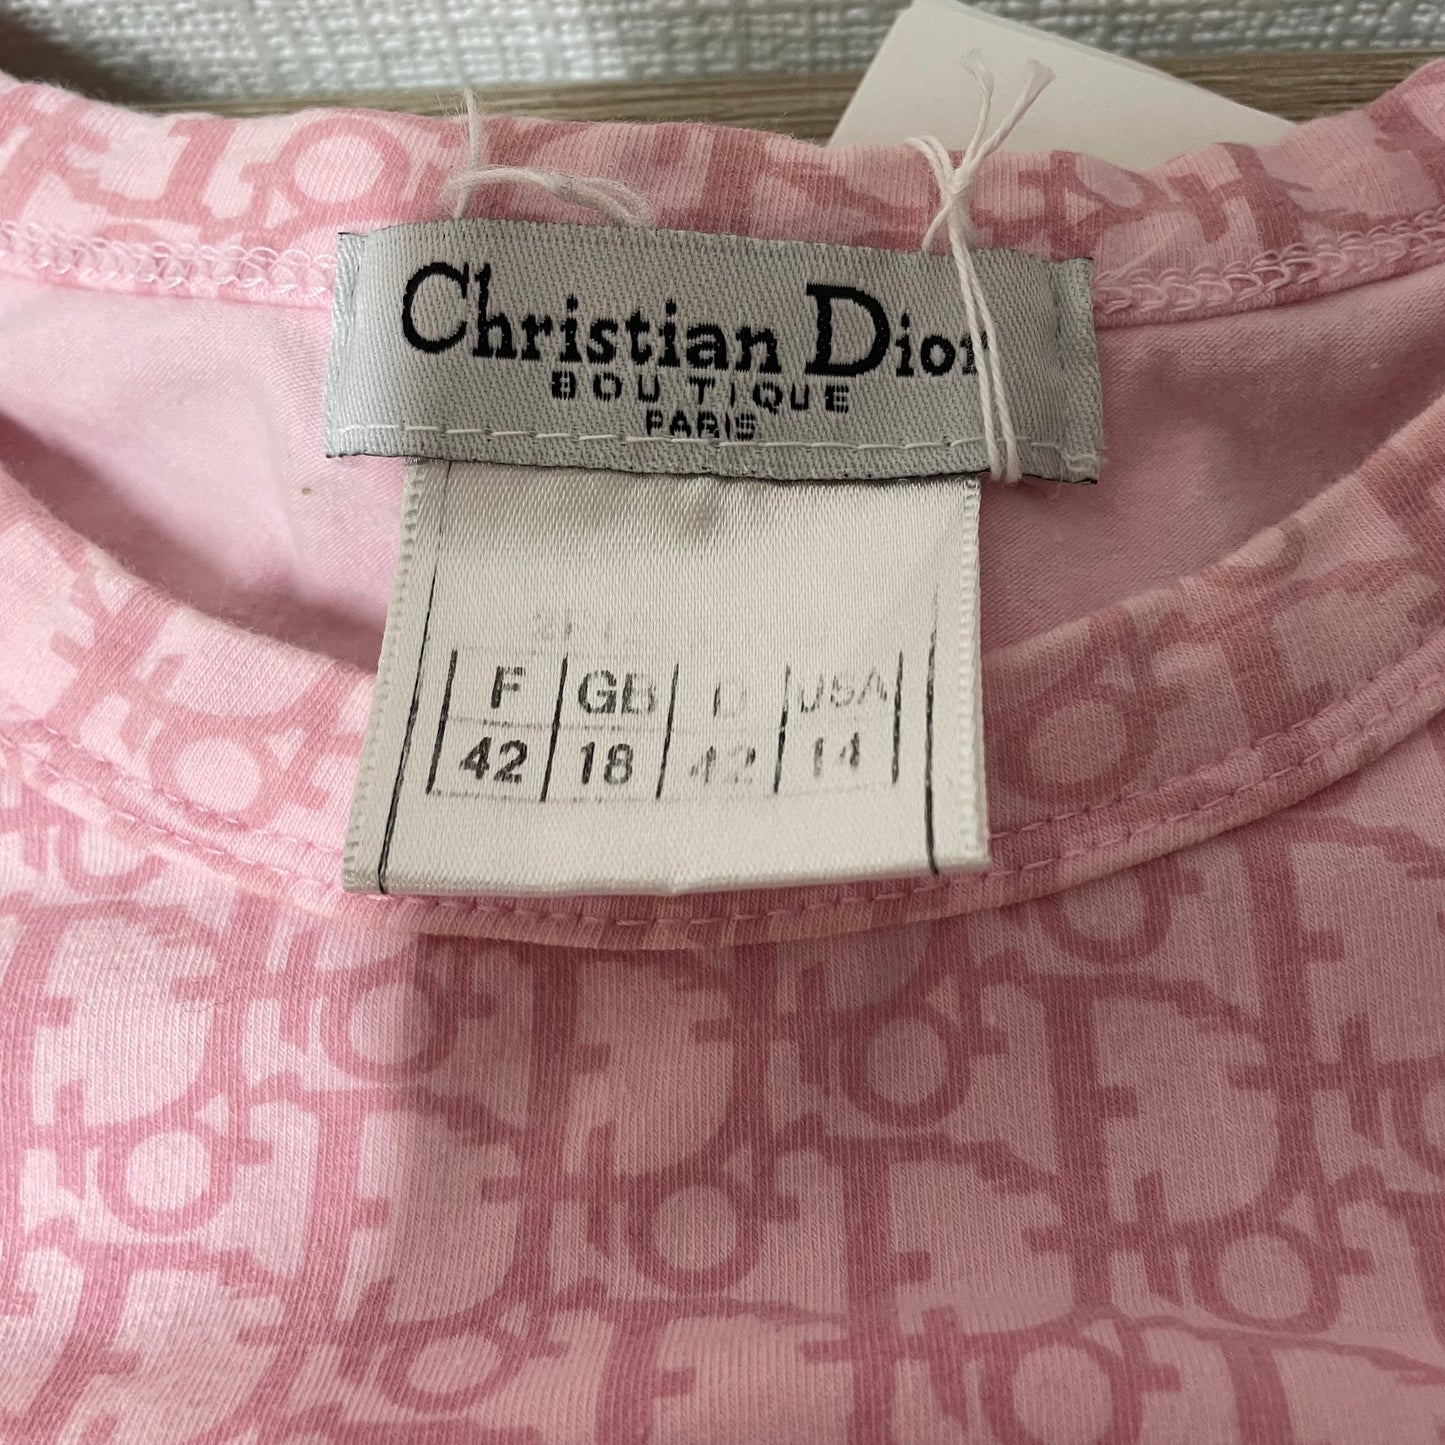 Christian Dior
BOUTIQUE
PARIS
F GB D USA
42 18 42 14